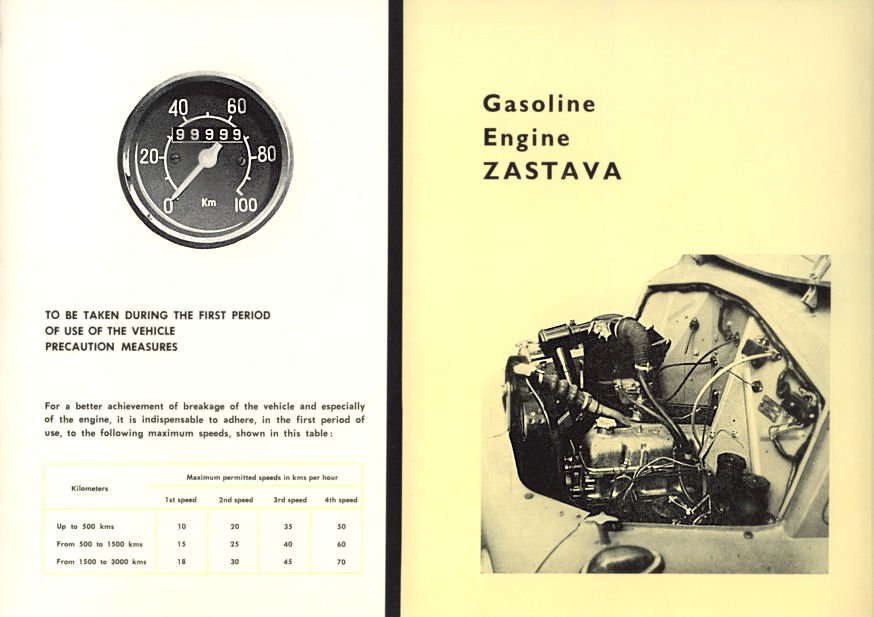 40 60
99999
20 80
0 Km 100
TO BE TAKEN DURING THE FIRST PERIOD
OF USE OF THE VEHICLE
PRECAUTION MEASURES
For a better achievement of breakage of the vehicle and especially
of the engine, it is indispensable to adhere, in the first period of
use, to the following maximum speeds, shown in this table:
Kilometers
Maximum permitted speeds in kms per hour
1st speed 2nd speed 3rd speed 4th speed
Up to 500 kms 10 20 35 50
From 500 to 1500 kms 15 25 40 60
From 1500 to 3000 kms 18 30 45 70
Gasoline
Engine
ZASTAVA